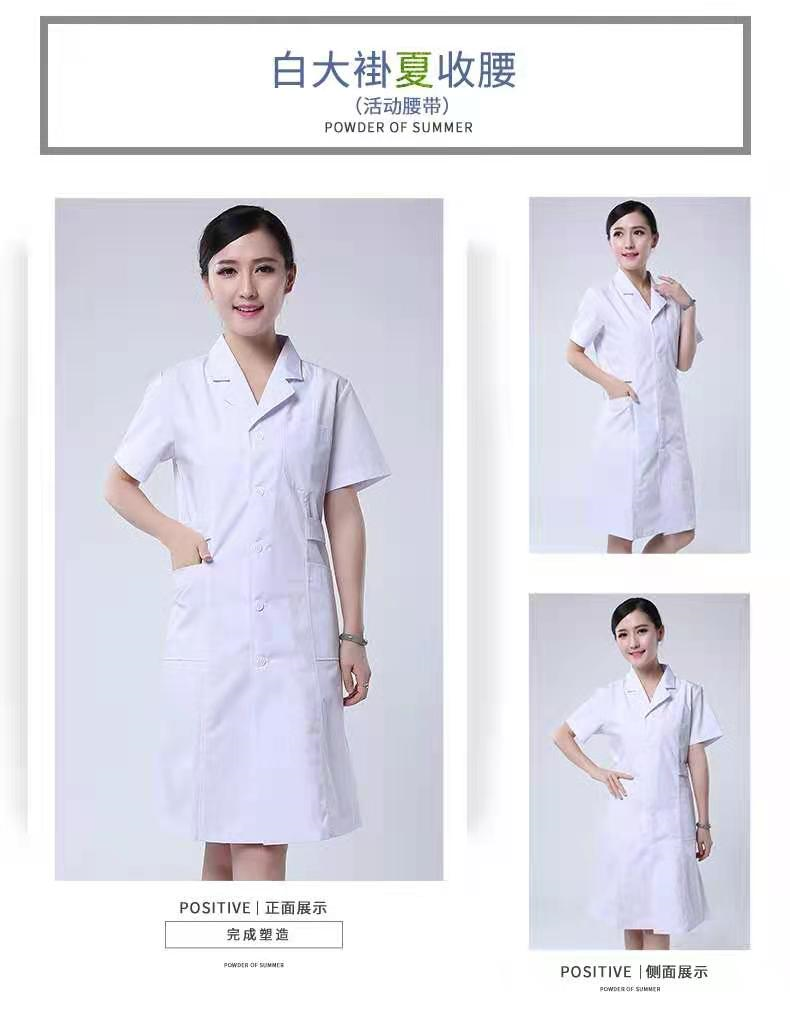 白大褂夏收腰
（活动腰带）
POWDER OF SUMMER
POSITIVE | 正面展示
完成塑造
POWDER OF SUMMER
POSITIVE | 侧面展示
POWDER OF SUMMER